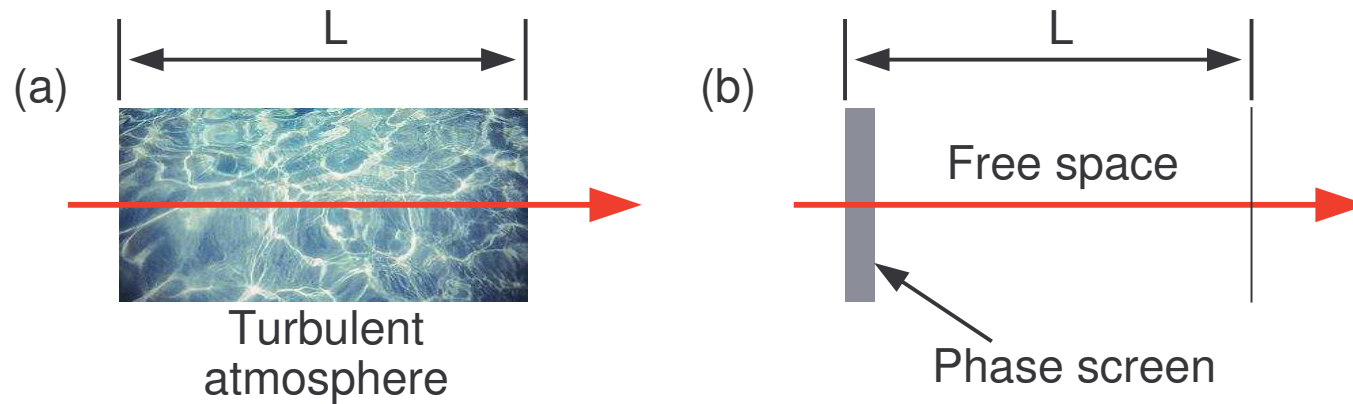 (a)
L
Turbulent
atmosphere
(b)
L
Free space
Phase screen